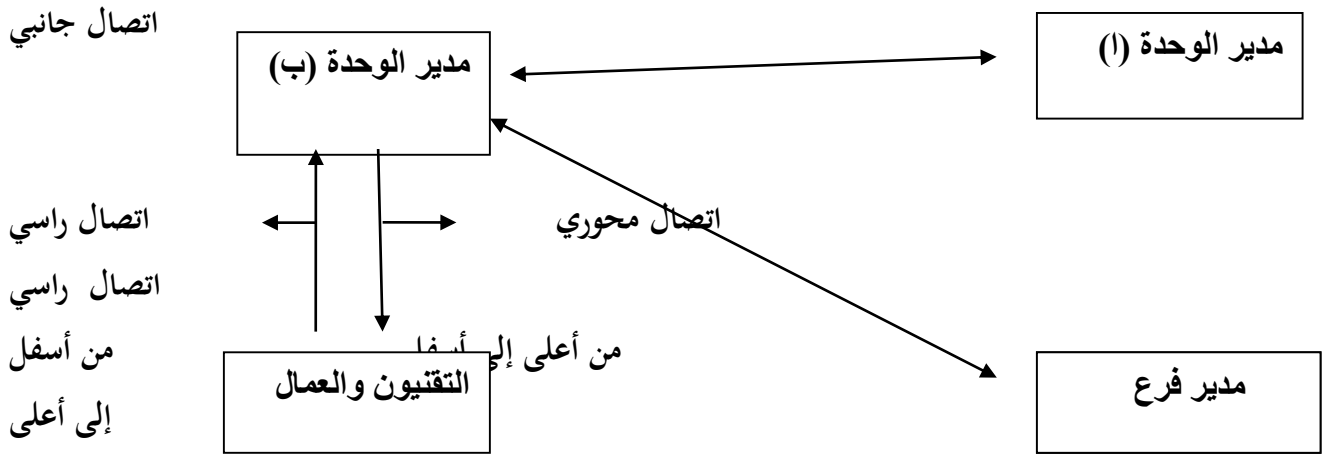 اتصال جانبي
مدير الوحدة (ا)
مدير الوحدة (ب)
اتصال محوري
اتصال راسي
اتصال راسي
من أعلى إلى أسفل
من أسفل
إلى أعلى
مدير فرع
التقنيون والعمال